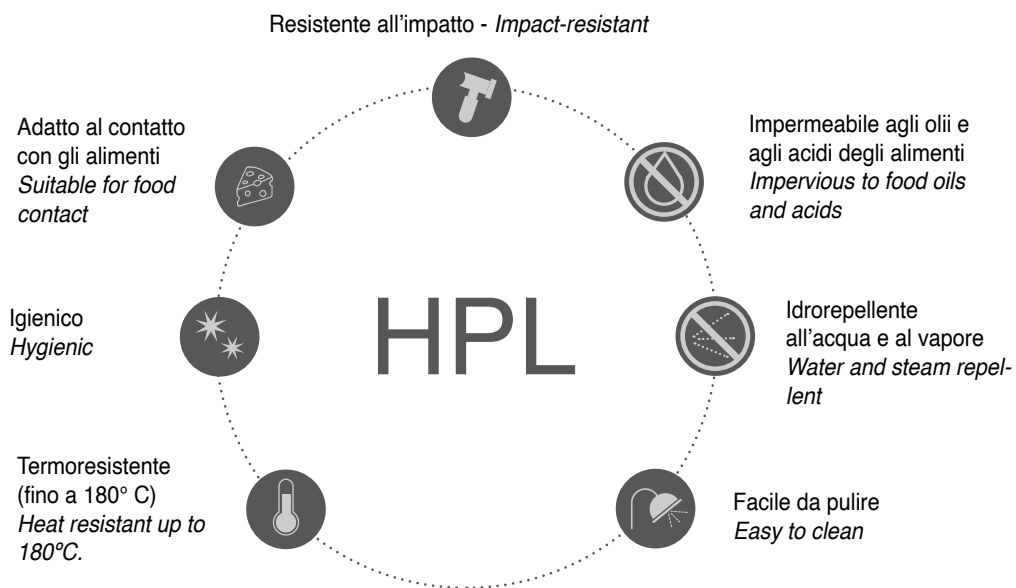 Resistente all'impatto - Impact-resistant
Adatto al contatto
con gli alimenti
Suitable for food
contact
Impermeabile agli olii e
agli acidi degli alimenti
Impervious to food oils
and acids
HPL
Igienico
Hygienic
Idrorepellente
all'acqua e al vapore
Water and steam repel-
lent
Termoresistente
(fino a 180° C)
Heat resistant up to
180°C.
Facile da pulire
Easy to clean